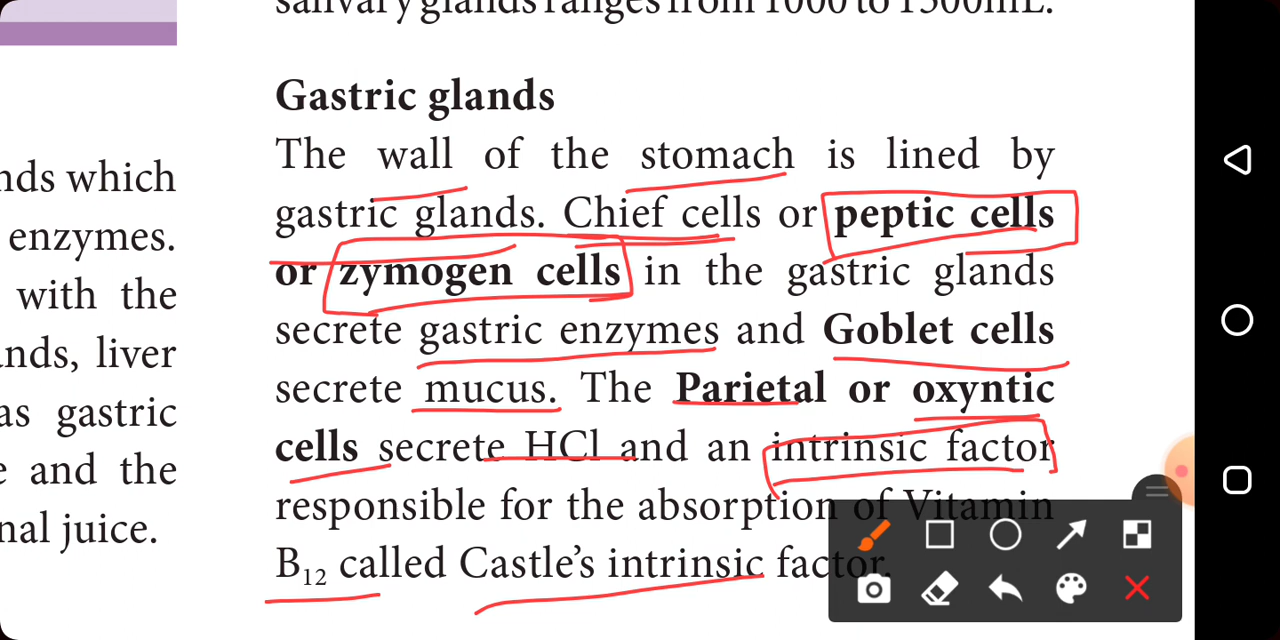 salivary glands ranges from 1000 to 1500mL.
Gastric glands
The wall of the stomach is lined by
gastric glands. Chief cells or peptic cells
or zymogen cells in the gastric glands
secrete gastric enzymes and Goblet cells
secrete mucus. The Parietal or oxyntic
cells secrete HCl and an intrinsic factor
responsible for the absorption of Vitamin
B₁₂ called Castle’s intrinsic factor.
nds which
enzymes.
with the
nds, liver
as gastric
e and the
nal juice.